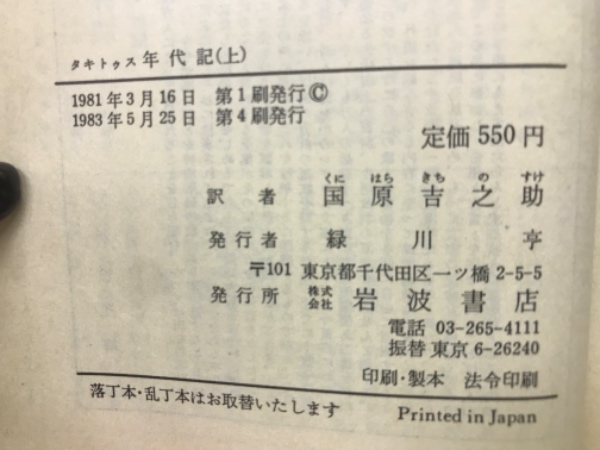 タキトゥス年代記(上)
1981年3月16日 第1刷発行©
1983年5月25日 第4刷発行
定価 550円
くに はら きち の すけ
訳者 国原吉之助
発行者 緑川亨
〒101 東京都千代田区一ツ橋2-5-5
発行所 株式会社 岩波書店
電話 03-265-4111
振替 東京 6-26240
印刷・製本 法令印刷
落丁本・乱丁本はお取替いたします
Printed in Japan